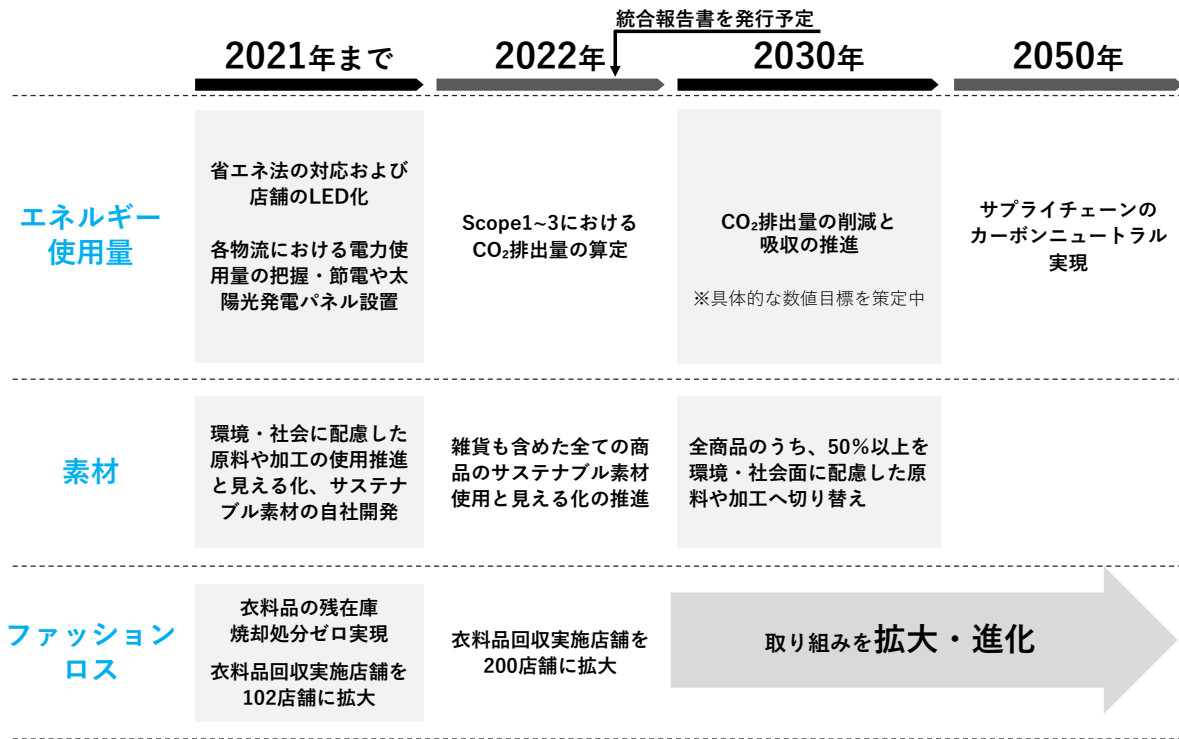 統合報告書を発行予定
2021年まで
2022年
2030年
2050年
エネルギー
使用量
省エネ法の対応および
店舗のLED化
各物流における電力使
用量の把握・節電や太
陽光発電パネル設置
Scope1~3における
CO₂排出量の算定
CO₂排出量の削減と
吸収の推進
※具体的な数値目標を策定中
サプライチェーンの
カーボンニュートラル
実現
素材
環境・社会に配慮した
原料や加工の使用推進
と見える化、サステナ
ブル素材の自社開発
雑貨も含めた全ての商
品のサステナブル素材
使用と見える化の推進
全商品のうち、50%以上を
環境・社会面に配慮した原
料や加工へ切り替え
ファッション
ロス
衣料品の残在庫
焼却処分ゼロ実現
衣料品回収実施店舗を
102店舗に拡大
衣料品回収実施店舗を
200店舗に拡大
取り組みを拡大・進化